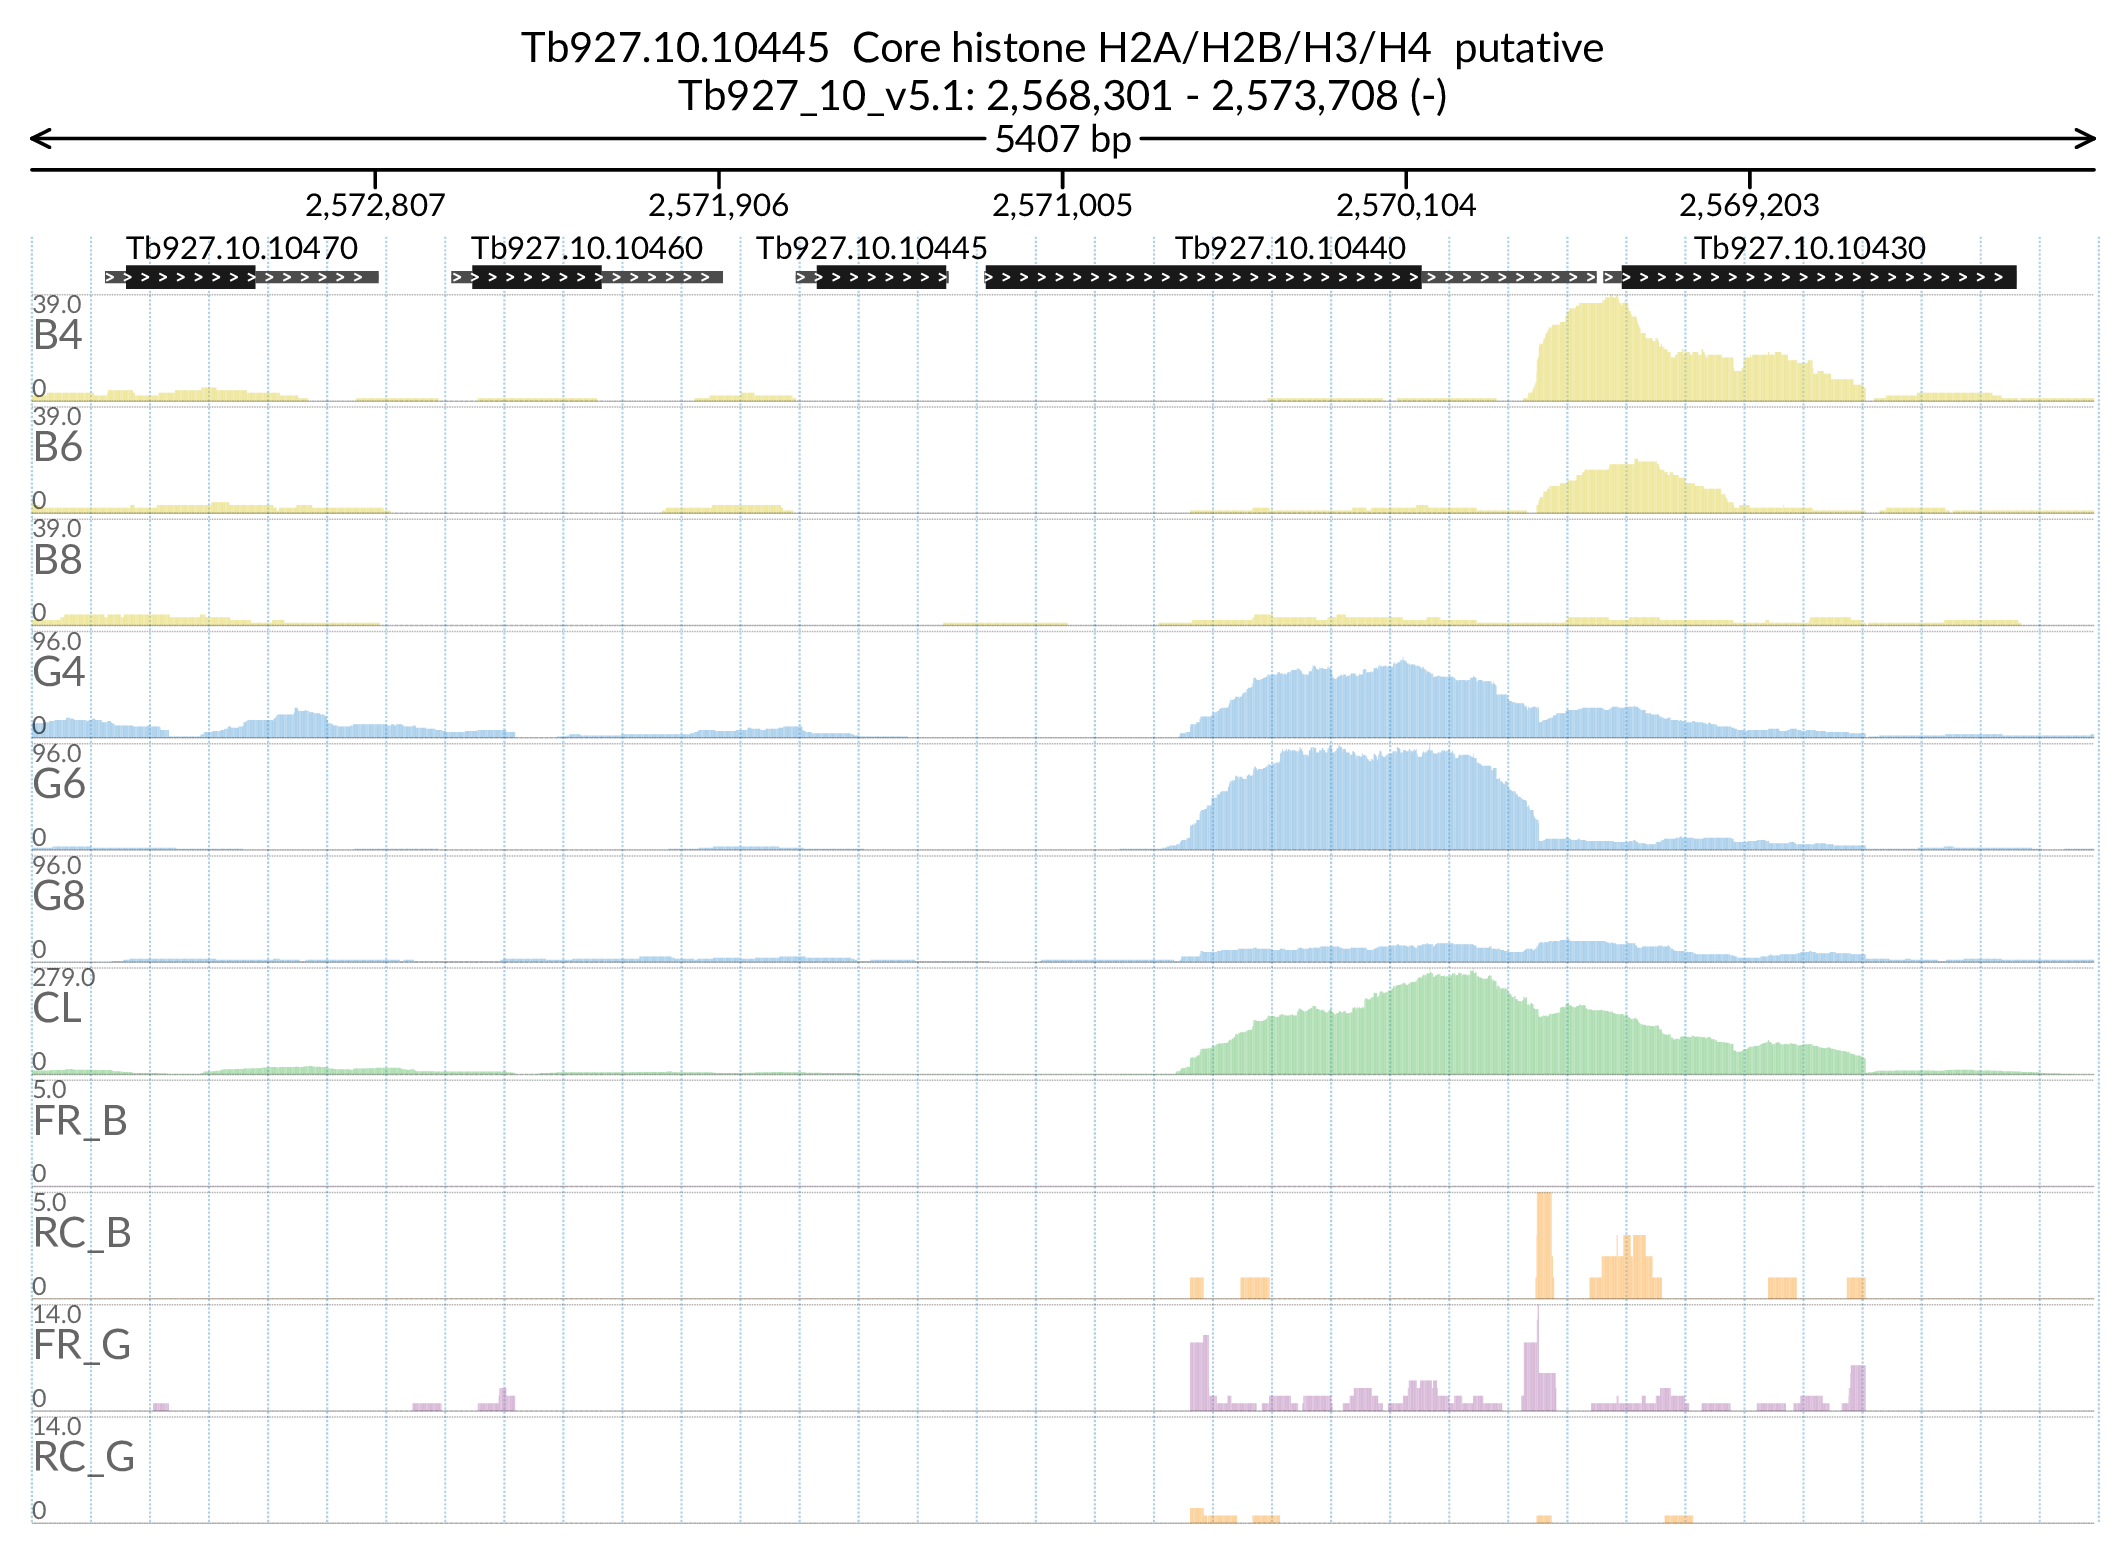 Tb927.10.10445  Core histone H2A/H2B/H3/H4  putative
Tb927_10_v5.1: 2,568,301 - 2,573,708 (-)
5407 bp
2,572,807 2,571,906 2,571,005 2,570,104 2,569,203
Tb927.10.10470 Tb927.10.10460 Tb927.10.10445 Tb927.10.10440 Tb927.10.10430
39.0
B4
0
39.0
B6
0
39.0
B8
0
96.0
G4
0
96.0
G6
0
96.0
G8
0
279.0
CL
0
5.0
FR_B
0
5.0
RC_B
0
14.0
FR_G
0
14.0
RC_G
0